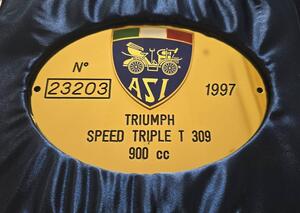 N°
23203
ASI
1997
TRIUMPH
SPEED TRIPLE T 309
900 cc